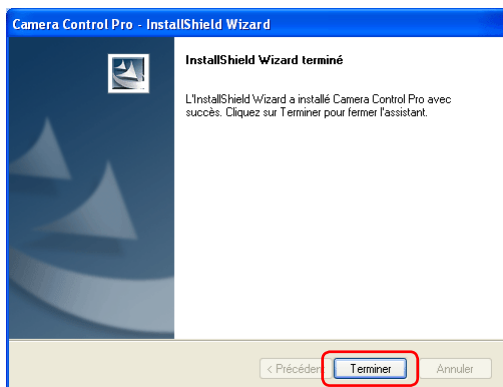 Camera Control Pro - InstallShield Wizard
InstallShield Wizard terminé
L'InstallShield Wizard a installé Camera Control Pro avec
succès. Cliquez sur Terminer pour fermer l'assistant.
< Précéden
Terminer
Annuler